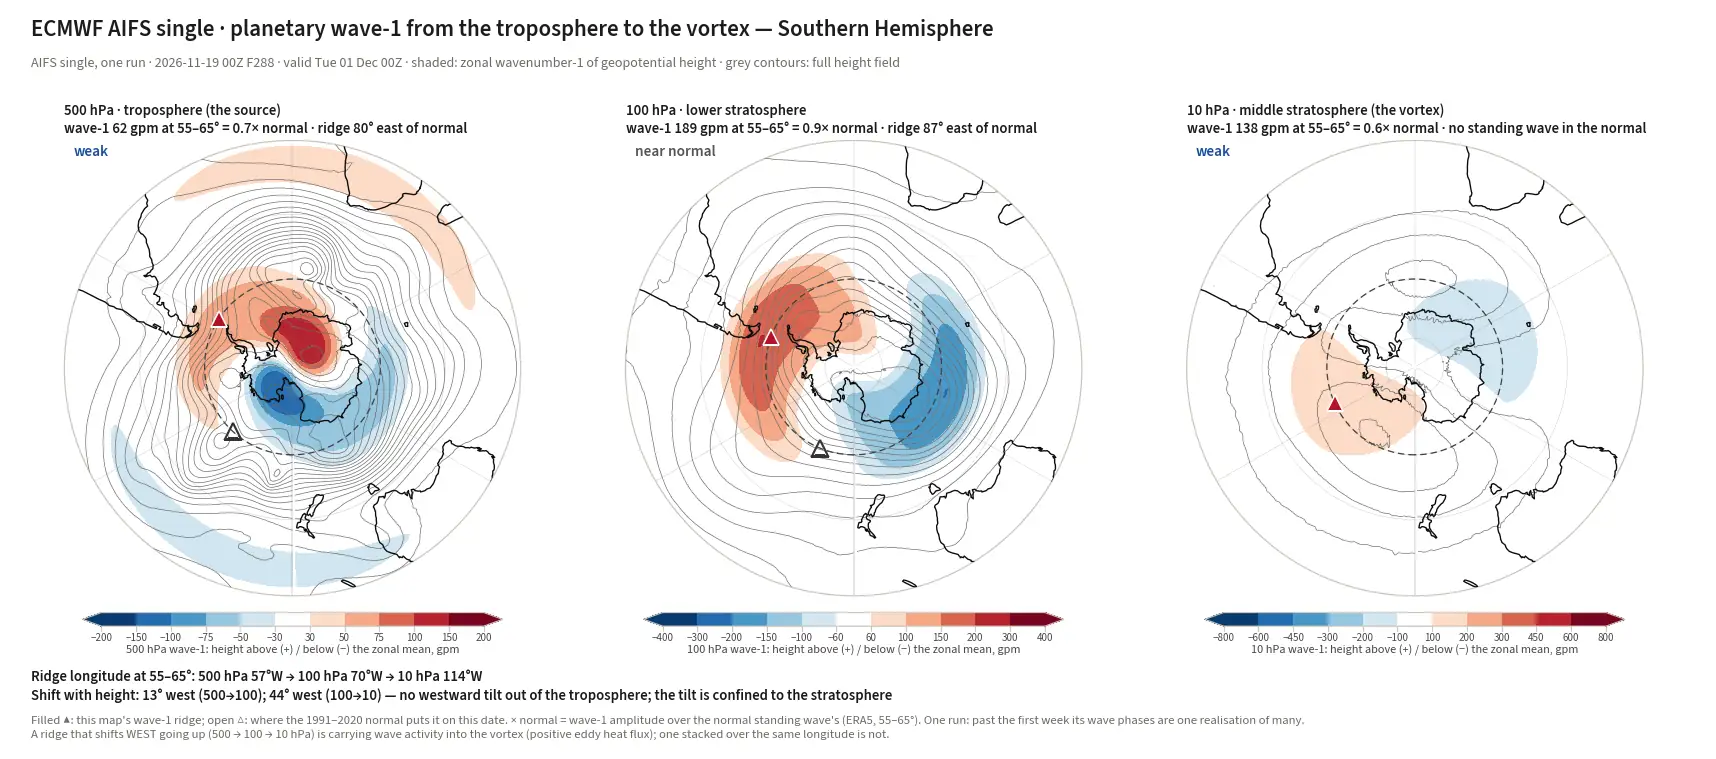 ECMWF AIFS single · planetary wave-1 from the troposphere to the vortex — Southern Hemisphere
AIFS single, one run · 2026-11-19 00Z F288 · valid Tue 01 Dec 00Z · shaded: zonal wavenumber-1 of geopotential height · grey contours: full height field
500 hPa · troposphere (the source)
wave-1 62 gpm at 55–65° = 0.7× normal · ridge 80° east of normal
weak
100 hPa · lower stratosphere
wave-1 189 gpm at 55–65° = 0.9× normal · ridge 87° east of normal
near normal
10 hPa · middle stratosphere (the vortex)
wave-1 138 gpm at 55–65° = 0.6× normal · no standing wave in the normal
weak
−200 −150 −100 −75 −50 −30 30 50 75 100 150 200
500 hPa wave-1: height above (+) / below (−) the zonal mean, gpm
−400 −300 −200 −150 −100 −60 60 100 150 200 300 400
100 hPa wave-1: height above (+) / below (−) the zonal mean, gpm
−800 −600 −450 −300 −200 −100 100 200 300 450 600 800
10 hPa wave-1: height above (+) / below (−) the zonal mean, gpm
Ridge longitude at 55–65°: 500 hPa 57°W → 100 hPa 70°W → 10 hPa 114°W
Shift with height: 13° west (500→100); 44° west (100→10) — no westward tilt out of the troposphere; the tilt is confined to the stratosphere
Filled ▲: this map's wave-1 ridge; open △: where the 1991–2020 normal puts it on this date. × normal = wave-1 amplitude over the normal standing wave's (ERA5, 55–65°). One run: past the first week its wave phases are one realisation of many.
A ridge that shifts WEST going up (500 → 100 → 10 hPa) is carrying wave activity into the vortex (positive eddy heat flux); one stacked over the same longitude is not.